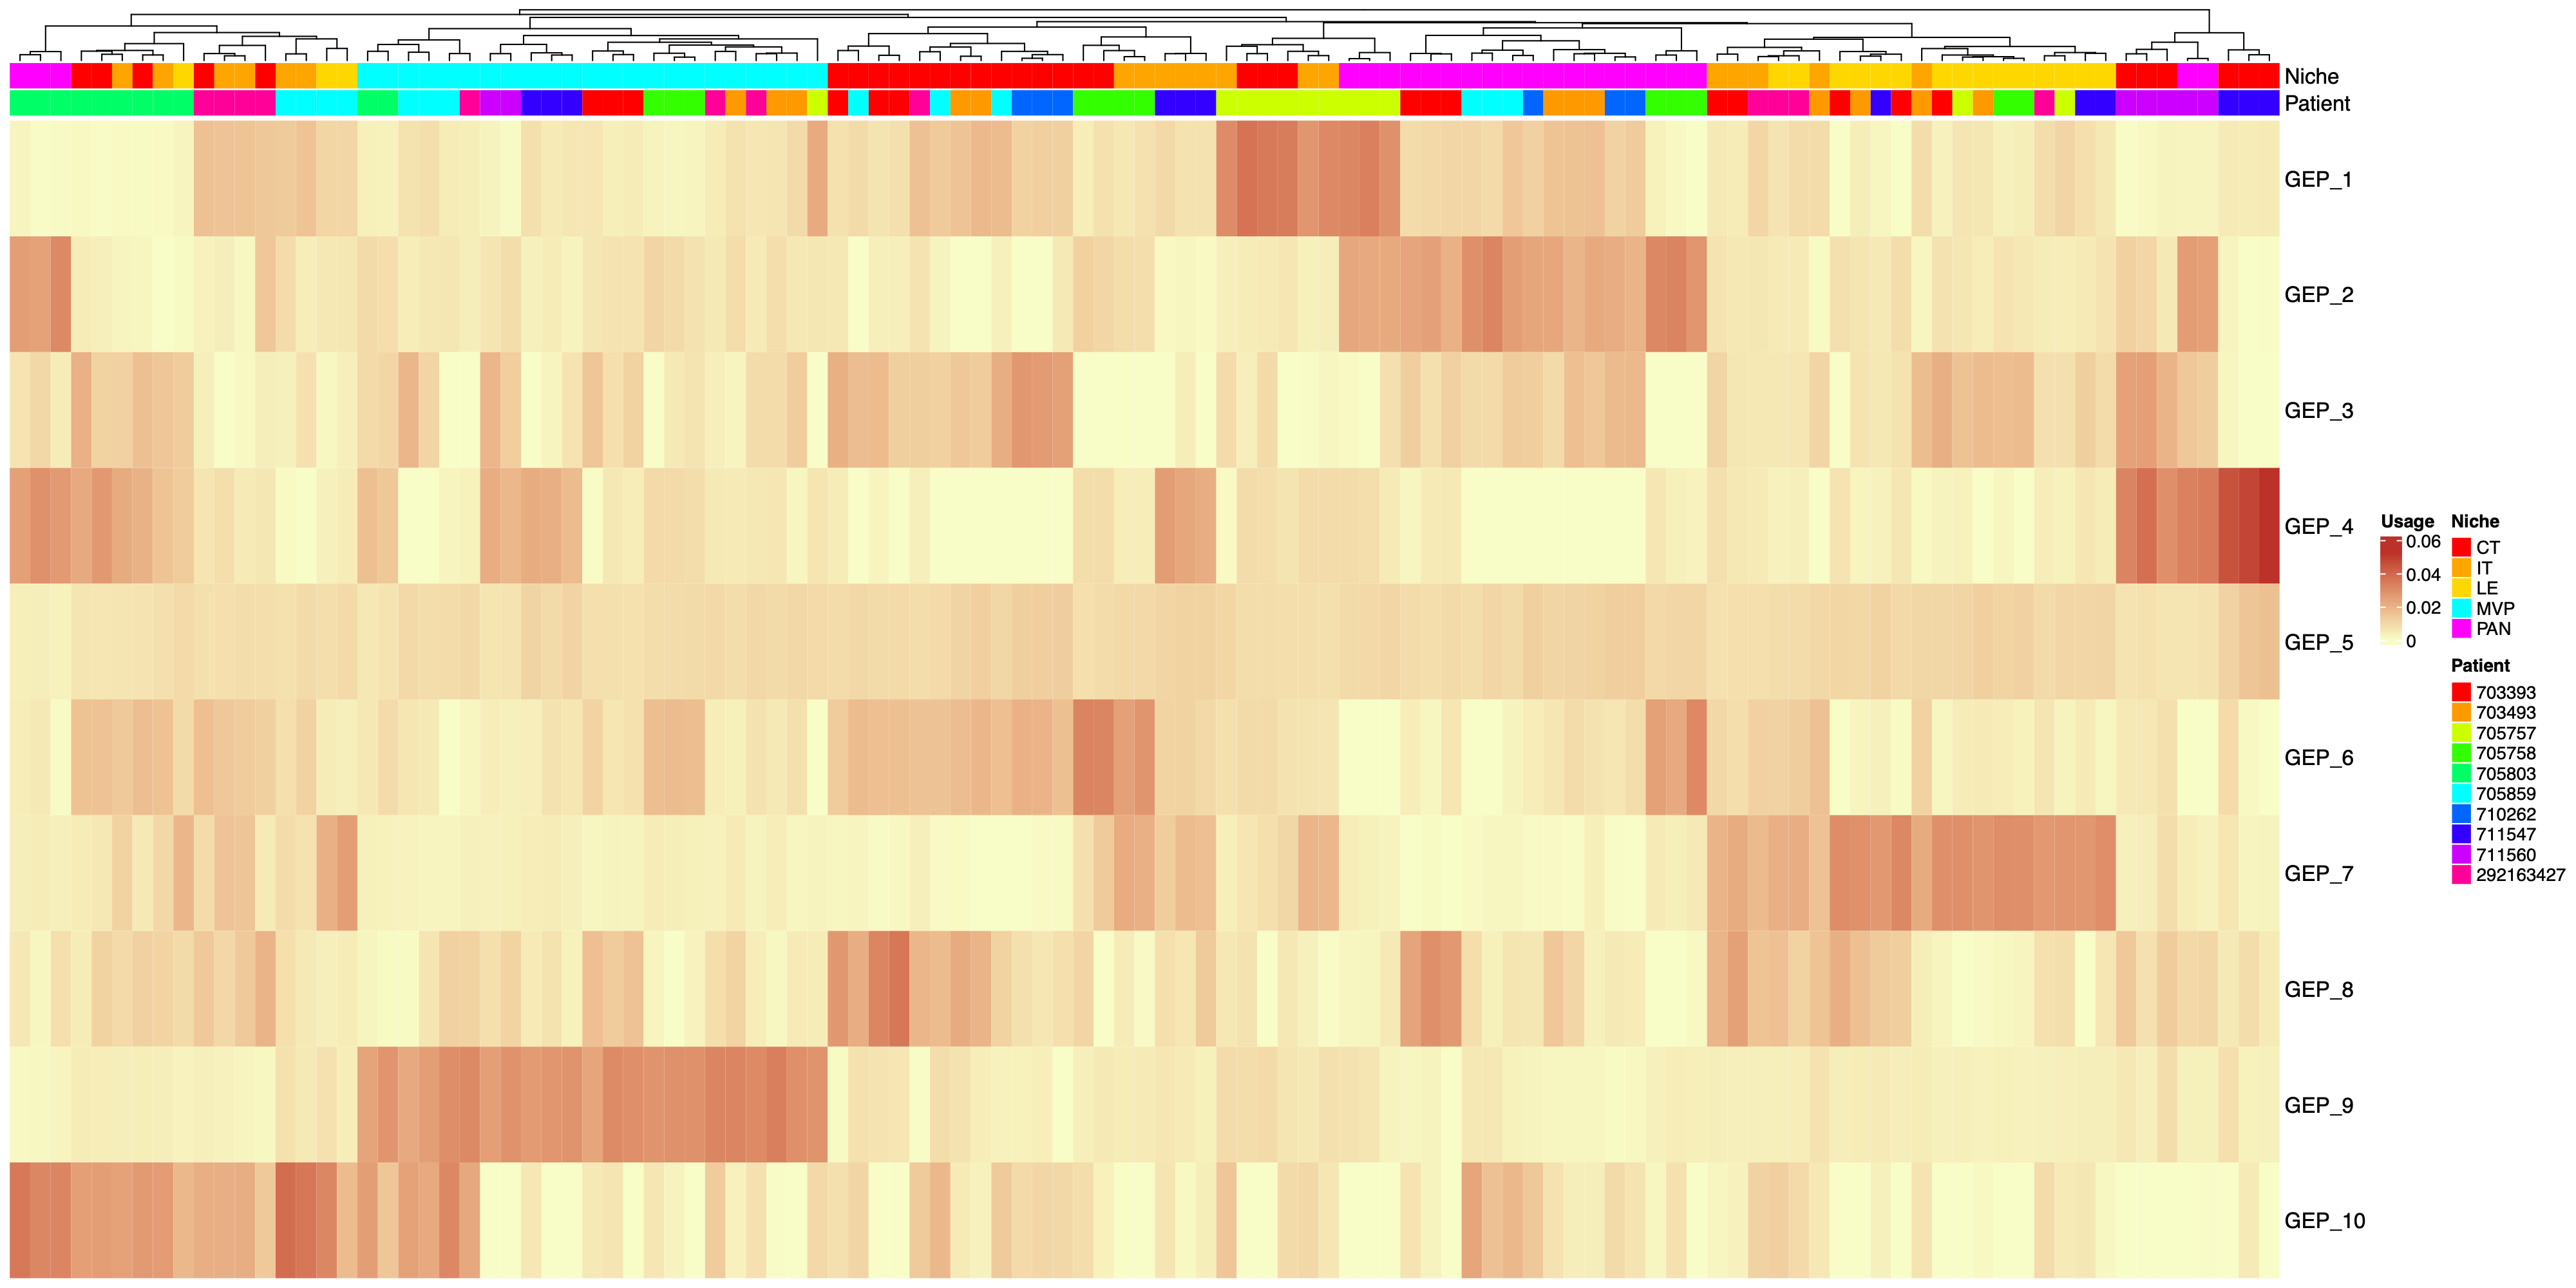 Niche
Patient
GEP_1
GEP_2
GEP_3
GEP_4
GEP_5
GEP_6
GEP_7
GEP_8
GEP_9
GEP_10
Usage
0.06
0.04
0.02
0
Niche
CT
IT
LE
MVP
PAN
Patient
703393
703493
705757
705758
705803
705859
710262
711547
711560
292163427